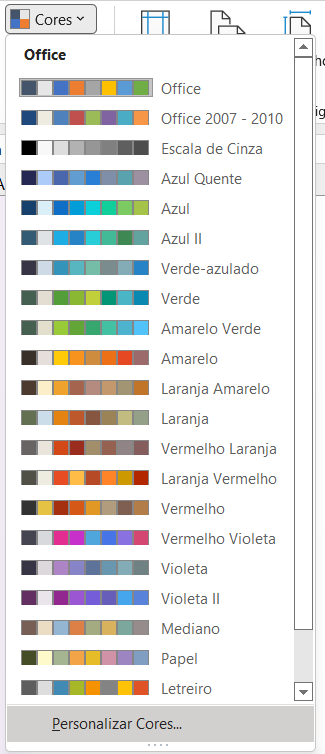 Cores
Office
Office
Office 2007 - 2010
Escala de Cinza
Azul Quente
Azul
Azul II
Verde-azulado
Verde
Amarelo Verde
Amarelo
Laranja Amarelo
Laranja
Vermelho Laranja
Laranja Vermelho
Vermelho
Vermelho Violeta
Violeta
Violeta II
Mediano
Papel
Letreiro
Personalizar Cores...